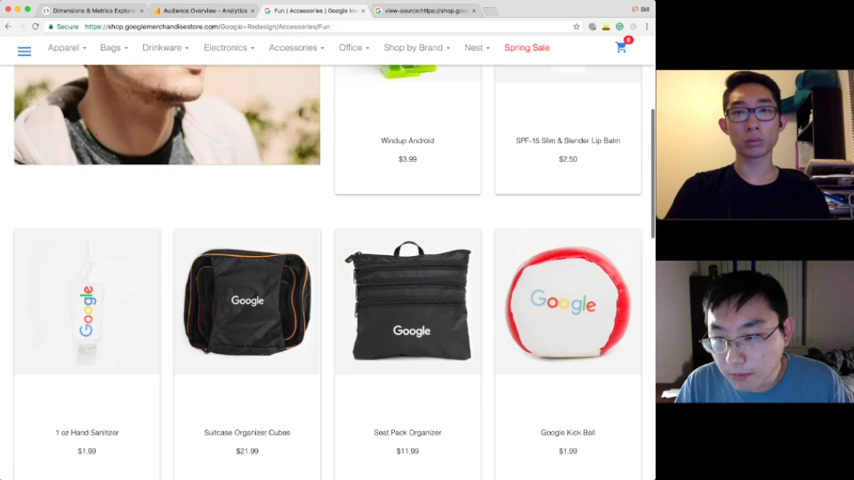 Dimensions & Metrics Explore
Audience Overview - Analytics
Fun | Accessories | Google Me
view-source:https://shop.goog
Bill
Secure
https://shop.googlemerchandisestore.com/Google+Redesign/Accessories/Fun
Apparel
Bags
Drinkware
Electronics
Accessories
Office
Shop by Brand
Nest
Spring Sale
0
Windup Android
$3.99
SPF-15 Slim & Slender Lip Balm
$2.50
Google
Google
Google
Google
1 oz Hand Sanitizer
Suitcase Organizer Cubes
Seat Pack Organizer
Google Kick Ball
$1.99
$21.99
$11.99
$1.99